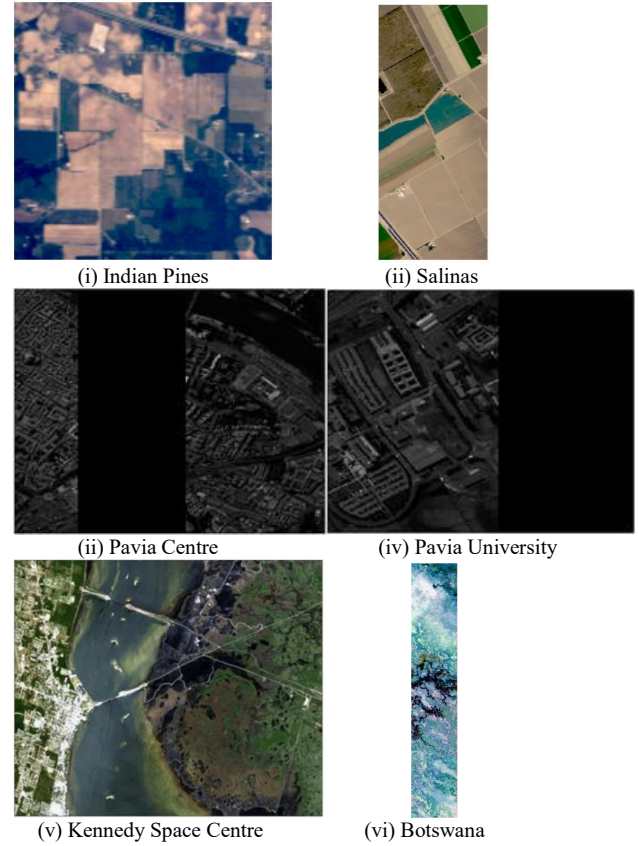 (i) Indian Pines
(ii) Salinas
(ii) Pavia Centre
(iv) Pavia University
(v) Kennedy Space Centre
(vi) Botswana